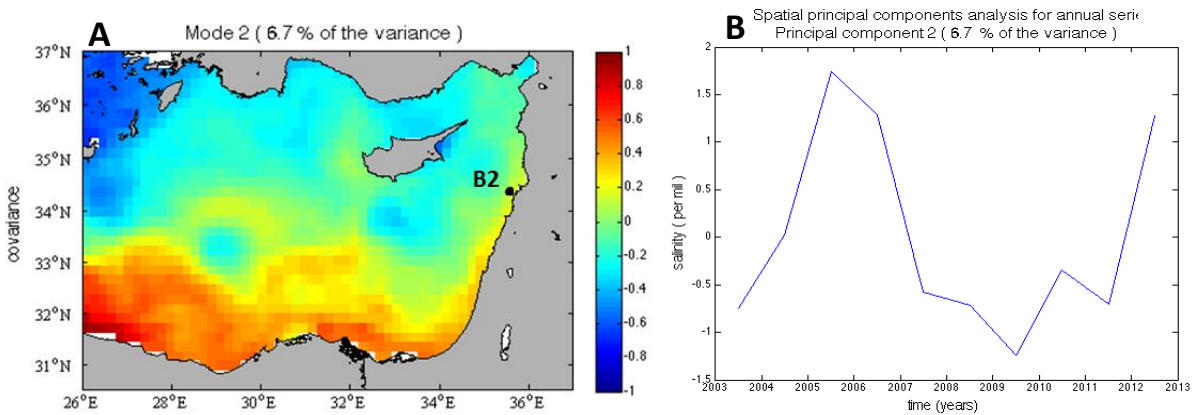 A
Mode 2 ( 6.7 % of the variance )
37°N
36°N
35°N
34°N
33°N
32°N
31°N
covariance
26°E
28°E
30°E
32°E
34°E
36°E
B2
1
0.8
0.6
0.4
0.2
0
-0.2
-0.4
-0.6
-0.8
-1
B
Spatial principal components analysis for annual serie
Principal component 2 ( 6.7 % of the variance )
2
1.5
1
0.5
0
-0.5
-1
-1.5
salinity ( per mil )
2003
2004
2005
2006
2007
2008
2009
2010
2011
2012
2013
time (years)